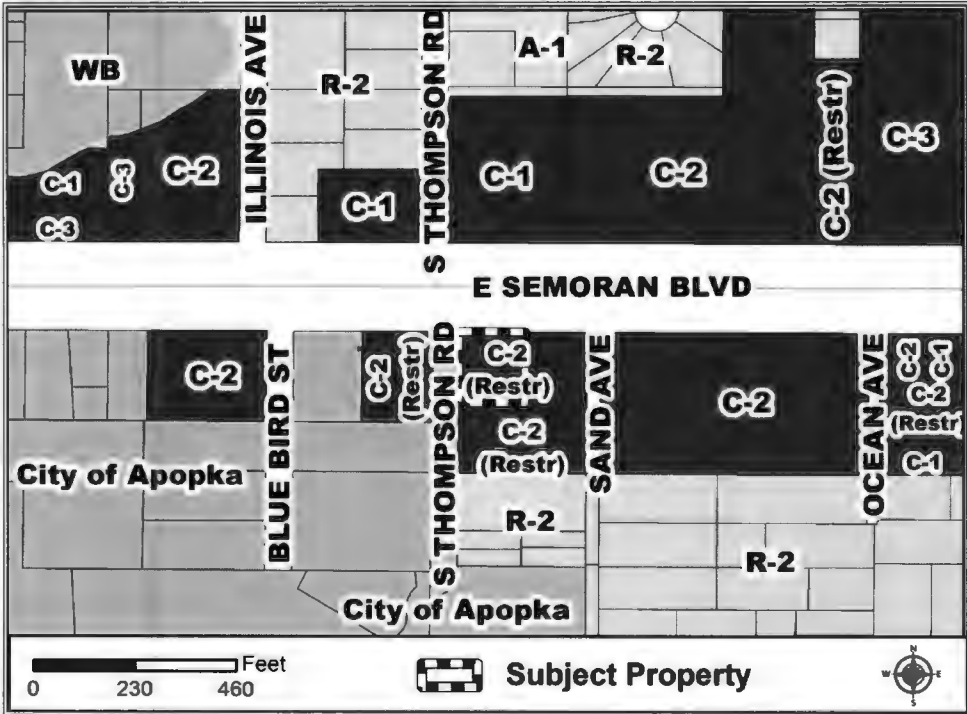 WB
ILLINOIS AVE
R-2
S THOMPSON RD
A-1
R-2
C-1
C-3
C-2
C-3
C-1
C-1
C-2
C-2 (Restr)
C-3
E SEMORAN BLVD
C-2
BLUE BIRD ST
C-2
(Restr)
S THOMPSON RD
C-2
(Restr)
C-2
(Restr)
SAND AVE
C-2
OCEAN AVE
C-2
C-1
C-2
(Restr)
C-1
City of Apopka
R-2
R-2
City of Apopka
Feet
0 230 460
Subject Property
N
W
E
S